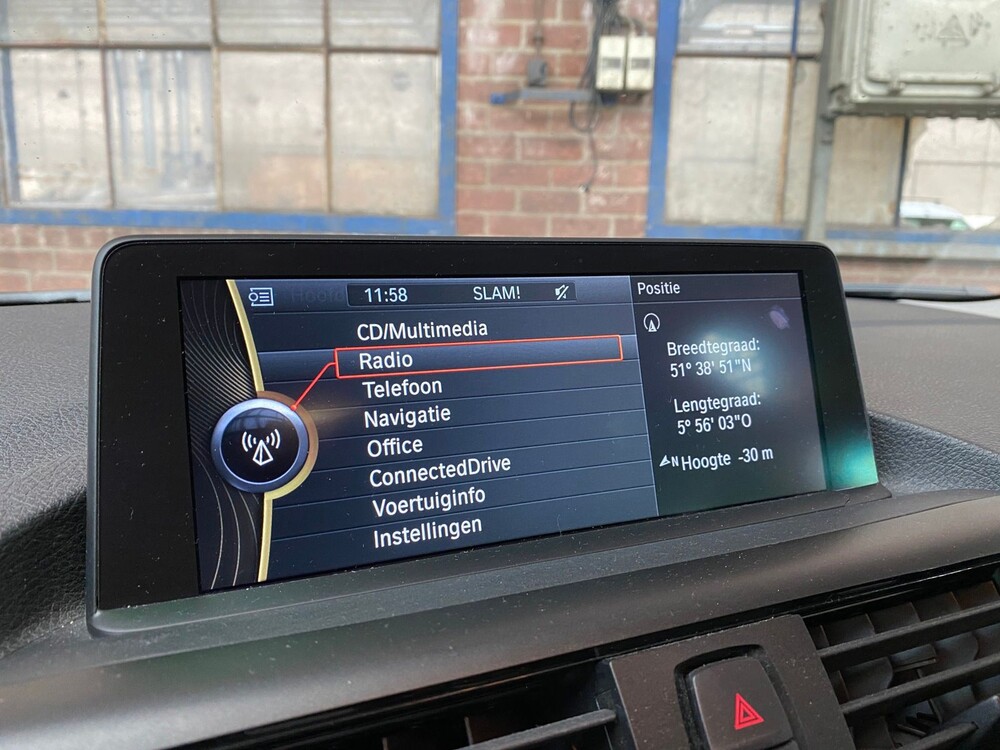 11:58 SLAM!
CD/Multimedia
Radio
Telefoon
Navigatie
Office
ConnectedDrive
Voertuiginfo
Instellingen
Positie
Breedtegraad:
51° 38' 51"N
Lengtegraad:
5° 56' 03"O
N Hoogte -30 m